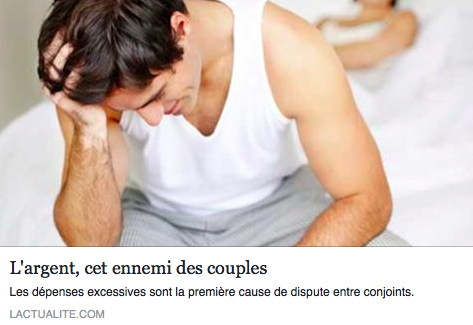 L'argent, cet ennemi des couples
Les dépenses excessives sont la première cause de dispute entre conjoints.
LACTUALITE.COM